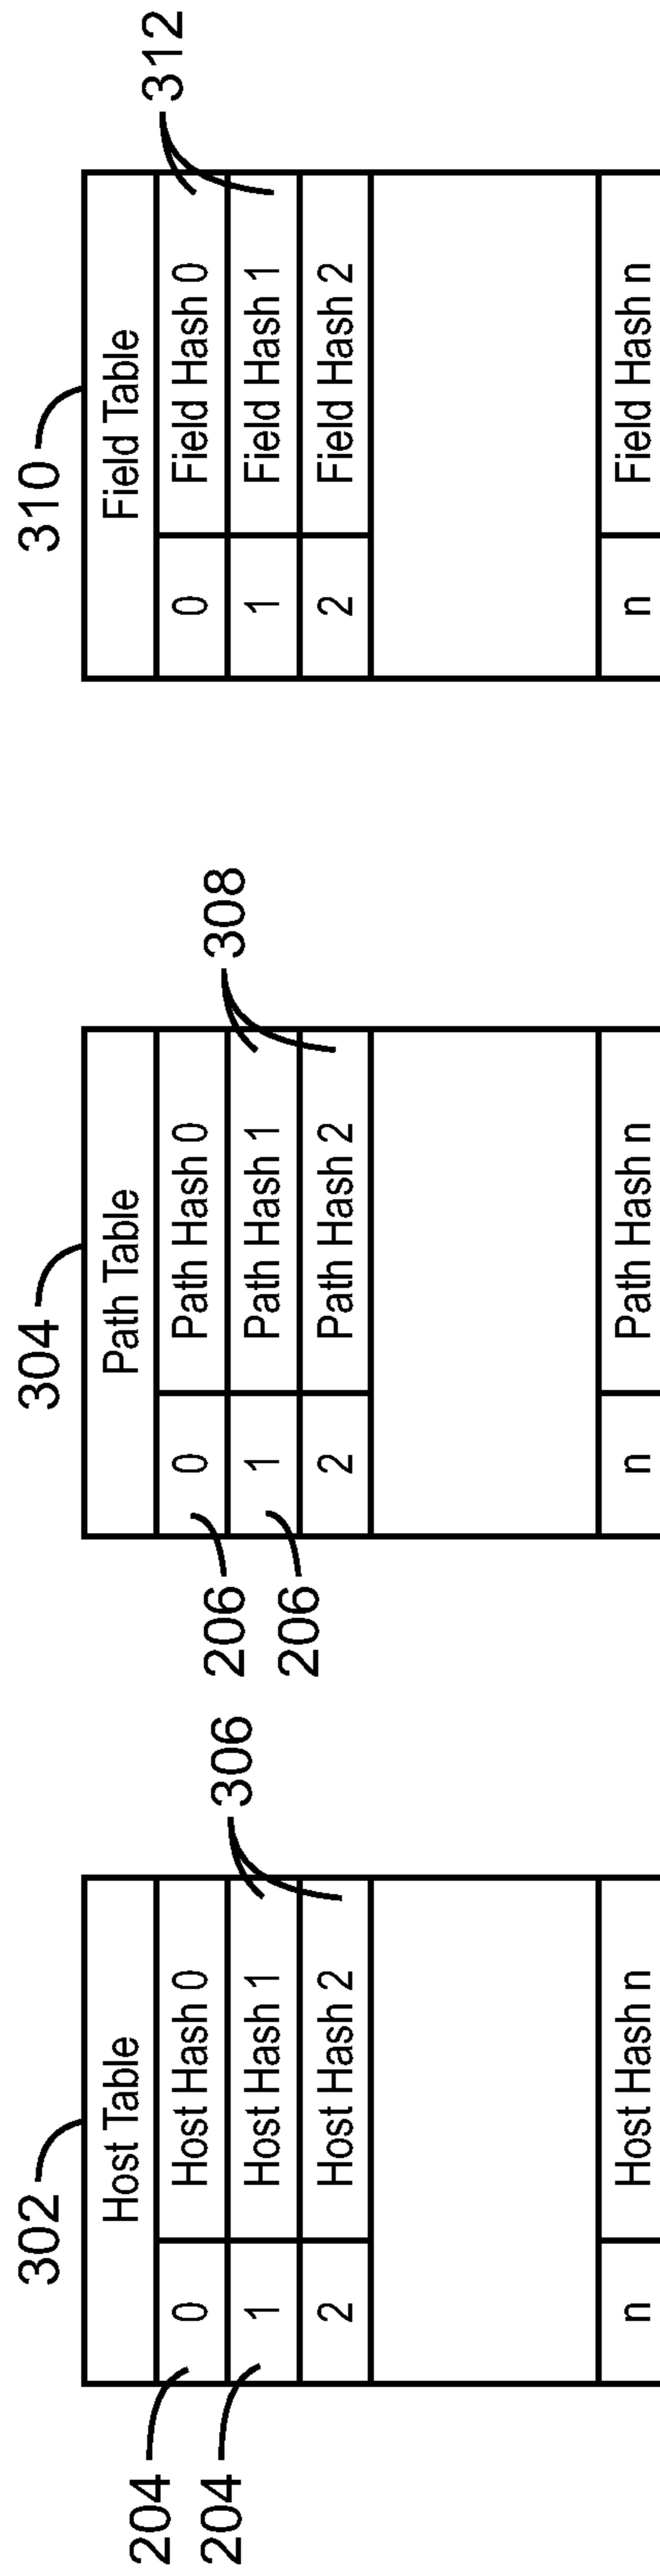 302
Host Table
204
0
Host Hash 0
204
1
Host Hash 1
306
2
Host Hash 2
n
Host Hash n
304
Path Table
206
0
Path Hash 0
206
1
Path Hash 1
308
2
Path Hash 2
n
Path Hash n
310
Field Table
312
0
Field Hash 0
1
Field Hash 1
2
Field Hash 2
n
Field Hash n